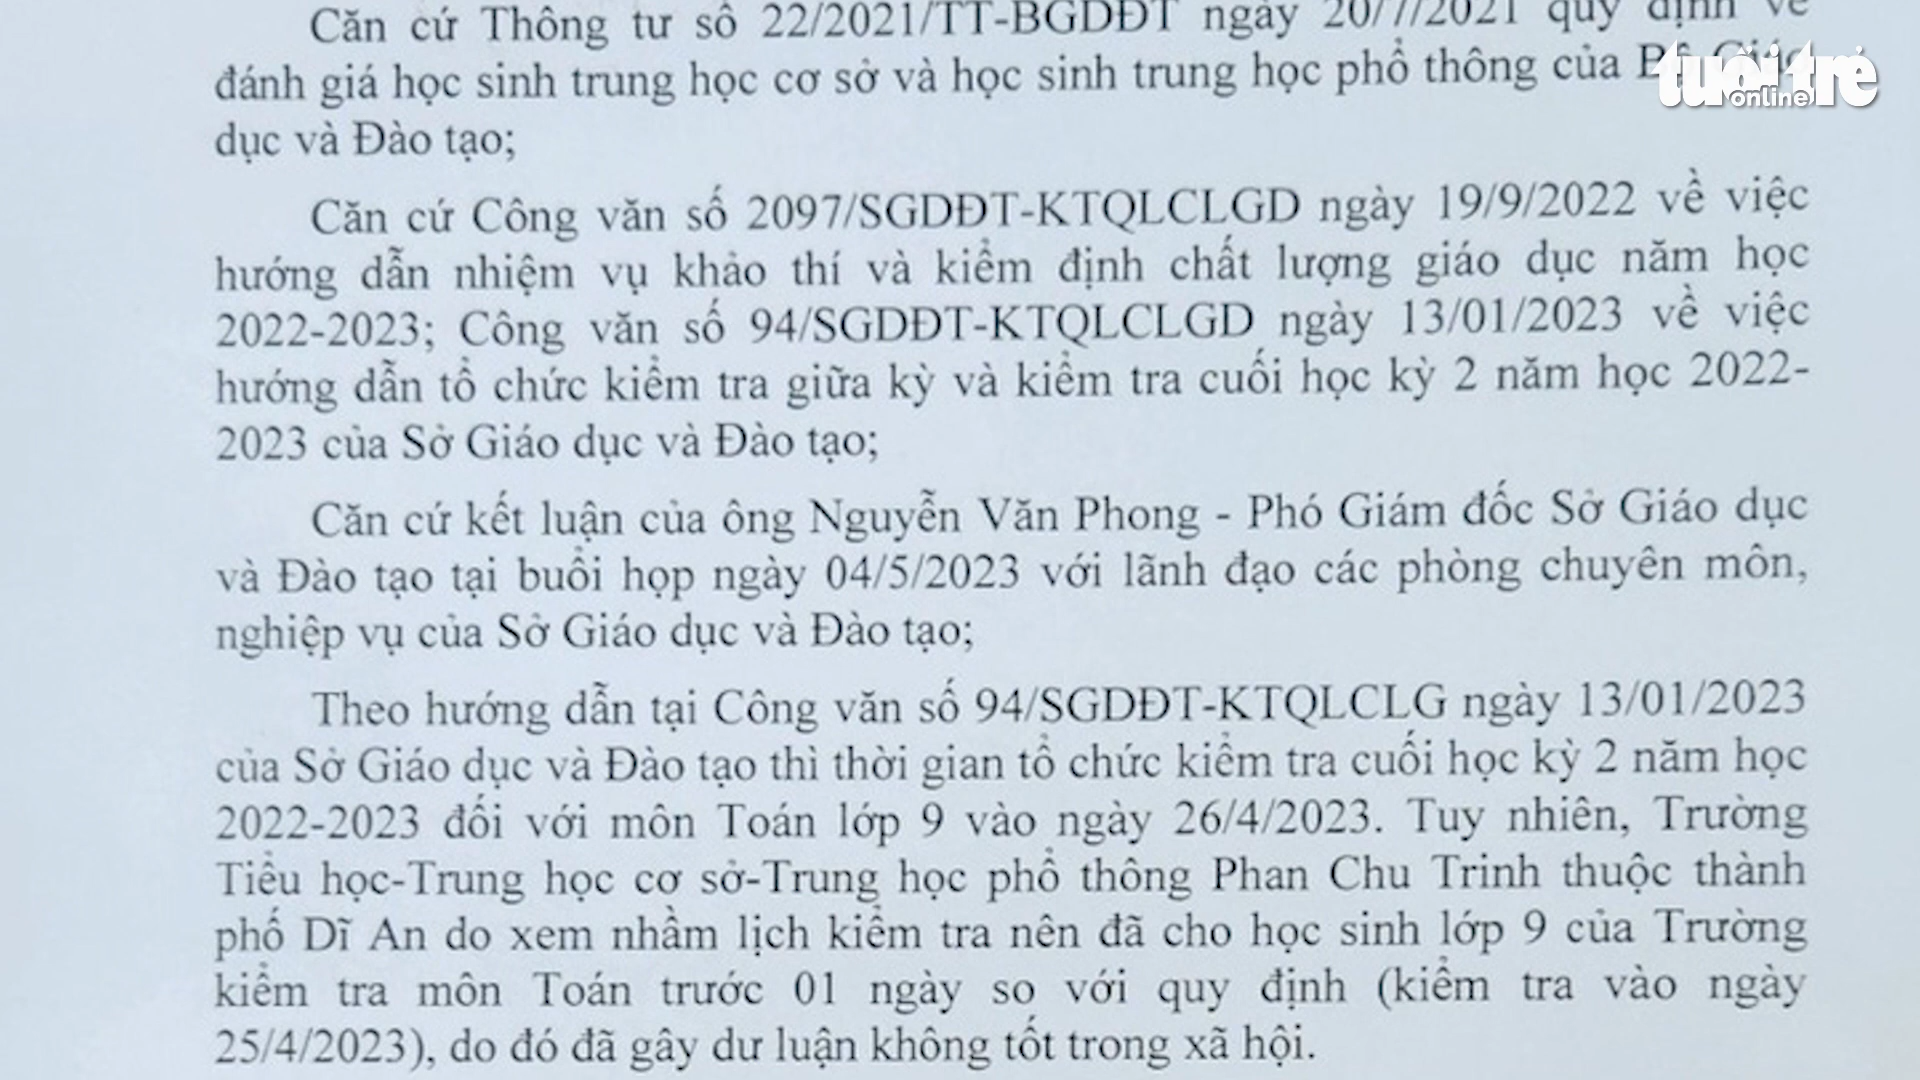 Căn cứ Thông tư số 22/2021/TT-BGDĐT ngày 20/7/2021 quy định về
đánh giá học sinh trung học cơ sở và học sinh trung học phổ thông của Bộ Giáo
dục và Đào tạo;
Căn cứ Công văn số 2097/SGDĐT-KTQLCLGD ngày 19/9/2022 về việc
hướng dẫn nhiệm vụ khảo thí và kiểm định chất lượng giáo dục năm học
2022-2023; Công văn số 94/SGDĐT-KTQLCLGD ngày 13/01/2023 về việc
hướng dẫn tổ chức kiểm tra giữa kỳ và kiểm tra cuối học kỳ 2 năm học 2022-
2023 của Sở Giáo dục và Đào tạo;
Căn cứ kết luận của ông Nguyễn Văn Phong - Phó Giám đốc Sở Giáo dục
và Đào tạo tại buổi họp ngày 04/5/2023 với lãnh đạo các phòng chuyên môn,
nghiệp vụ của Sở Giáo dục và Đào tạo;
Theo hướng dẫn tại Công văn số 94/SGDĐT-KTQLCLG ngày 13/01/2023
của Sở Giáo dục và Đào tạo thì thời gian tổ chức kiểm tra cuối học kỳ 2 năm học
2022-2023 đối với môn Toán lớp 9 vào ngày 26/4/2023. Tuy nhiên, Trường
Tiểu học-Trung học cơ sở-Trung học phổ thông Phan Chu Trinh thuộc thành
phố Dĩ An do xem nhầm lịch kiểm tra nên đã cho học sinh lớp 9 của Trường
kiểm tra môn Toán trước 01 ngày so với quy định (kiểm tra vào ngày
25/4/2023), do đó đã gây dư luận không tốt trong xã hội.
tuổi trẻ
online